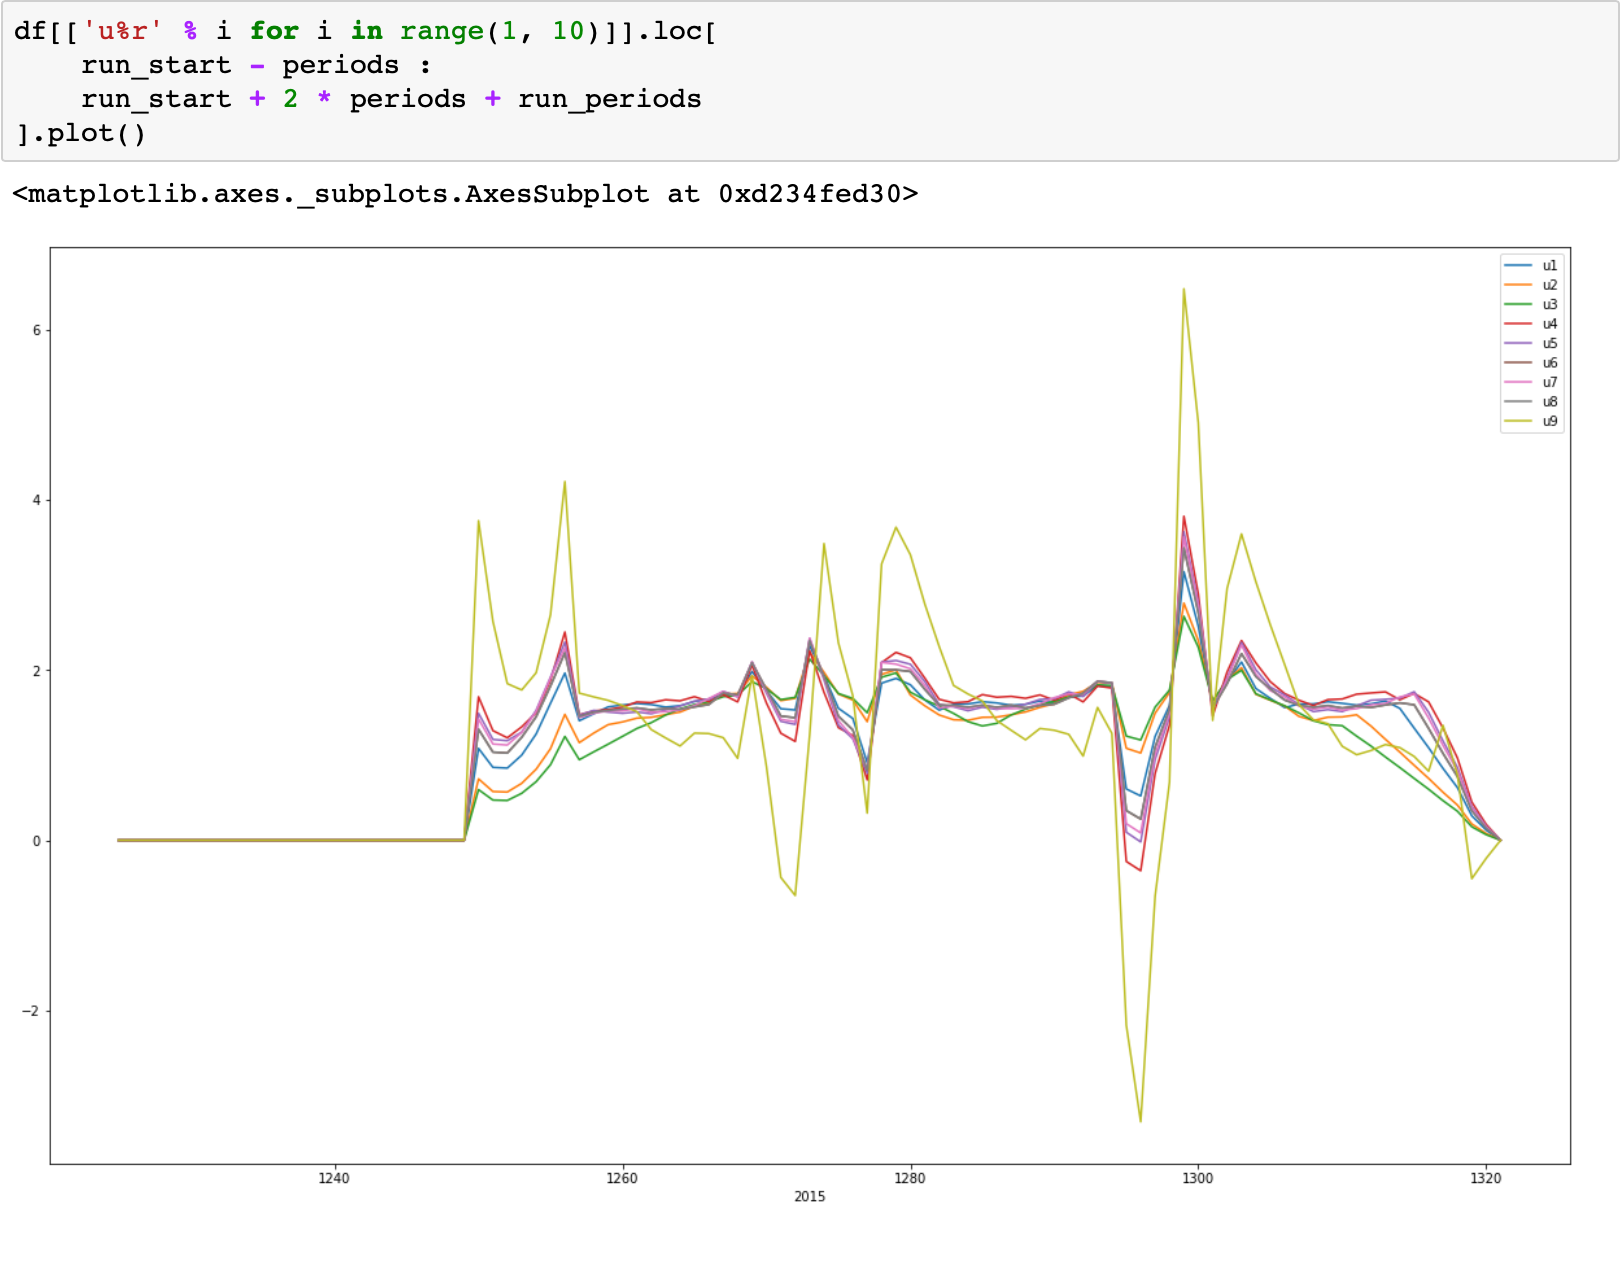 df[['u%r' % i for i in range(1, 10)]].loc[
    run_start - periods :
    run_start + 2 * periods + run_periods
].plot()
<matplotlib.axes._subplots.AxesSubplot at 0xd234fed30>
u1
u2
u3
u4
u5
u6
u7
u8
u9
6
4
2
0
−2
1240 1260 1280 1300 1320
2015